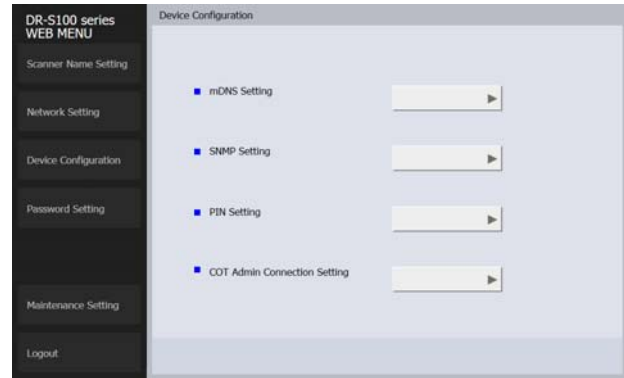 DR-S100 series
WEB MENU
Scanner Name Setting
Network Setting
Device Configuration
Password Setting
Maintenance Setting
Logout
Device Configuration
mDNS Setting
SNMP Setting
PIN Setting
COT Admin Connection Setting